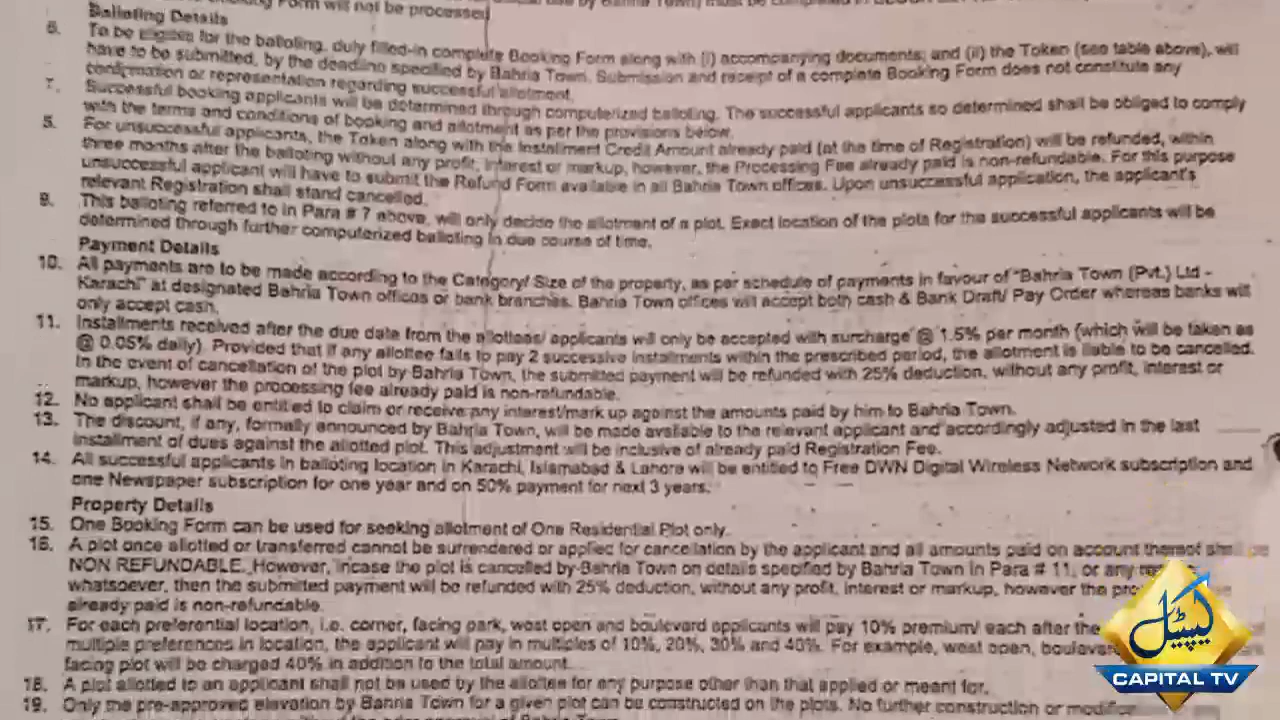 Form will not be processed
Balloting Details
6. To be eligible for the balloting, duly filled-in complete Booking Form along with (i) accompanying documents; and (ii) the Token (see table above), will
have to be submitted, by the deadline specified by Bahria Town. Submission and receipt of a complete Booking Form does not constitute any
confirmation or representation regarding successful allotment.
7. Successful booking applicants will be determined through computerized balloting. The successful applicants so determined shall be obliged to comply
with the terms and conditions of booking and allotment as per the provisions below.
For unsuccessful applicants, the Token along with the Installment Credit Amount already paid (at the time of Registration) will be refunded, within
three months after the balloting without any profit, interest or markup, however, the Processing Fee already paid is non-refundable. For this purpose
unsuccessful applicant will have to submit the Refund Form available in all Bahria Town offices. Upon unsuccessful application, the applicant's
relevant Registration shall stand cancelled.
9. This balloting referred to in Para # 7 above, will only decide the allotment of a plot. Exact location of the plots for the successful applicants will be
determined through further computerized balloting in due course of time.
Payment Details
10. All payments are to be made according to the Category/ Size of the property, as per schedule of payments in favour of "Bahria Town (Pvt.) Ltd -
Karachi" at designated Bahria Town offices or bank branches. Bahria Town offices will accept both cash & Bank Draft/ Pay Order whereas banks will
only accept cash.
11. Installments received after the due date from the allottees/ applicants will only be accepted with surcharge @ 1.5% per month (which will be taken as
@ 0.05% daily). Provided that if any allottee fails to pay 2 successive installments within the prescribed period, the allotment is liable to be cancelled.
In the event of cancellation of the plot by Bahria Town, the submitted payment will be refunded with 25% deduction, without any profit, interest or
markup, however the processing fee already paid is non-refundable.
12. No applicant shall be entitled to claim or receive any interest/mark up against the amounts paid by him to Bahria Town.
13. The discount, if any, formally announced by Bahria Town, will be made available to the relevant applicant and accordingly adjusted in the last
installment of dues against the allotted plot. This adjustment will be inclusive of already paid Registration Fee.
14. All successful applicants in balloting location in Karachi, Islamabad & Lahore will be entitled to Free DWN Digital Wireless Network subscription and
one Newspaper subscription for one year and on 50% payment for next 3 years.
Property Details
15. One Booking Form can be used for seeking allotment of One Residential Plot only.
16. A plot once allotted or transferred cannot be surrendered or applied for cancellation by the applicant and all amounts paid on account thereof shall be
NON REFUNDABLE. However, incase the plot is cancelled by Bahria Town on details specified by Bahria Town in Para # 11, or any
whatsoever, then the submitted payment will be refunded with 25% deduction, without any profit, interest or markup, however the
already paid is non-refundable.
17. For each preferential location, i.e. corner, facing park, west open and boulevard applicants will pay 10% premium/ each after the
multiple preferences in location, the applicant will pay in multiples of 10%, 20%, 30% and 40%. For example, west open,
facing plot will be charged 40% in addition to the total amount.
18. A plot allotted to an applicant shall not be used by the allottee for any purpose other than that applied or meant for.
19. Only the pre-approved elevation by Bahria Town for a given plot can be constructed on the plots. No further construction or
کیپیٹل
CAPITAL TV